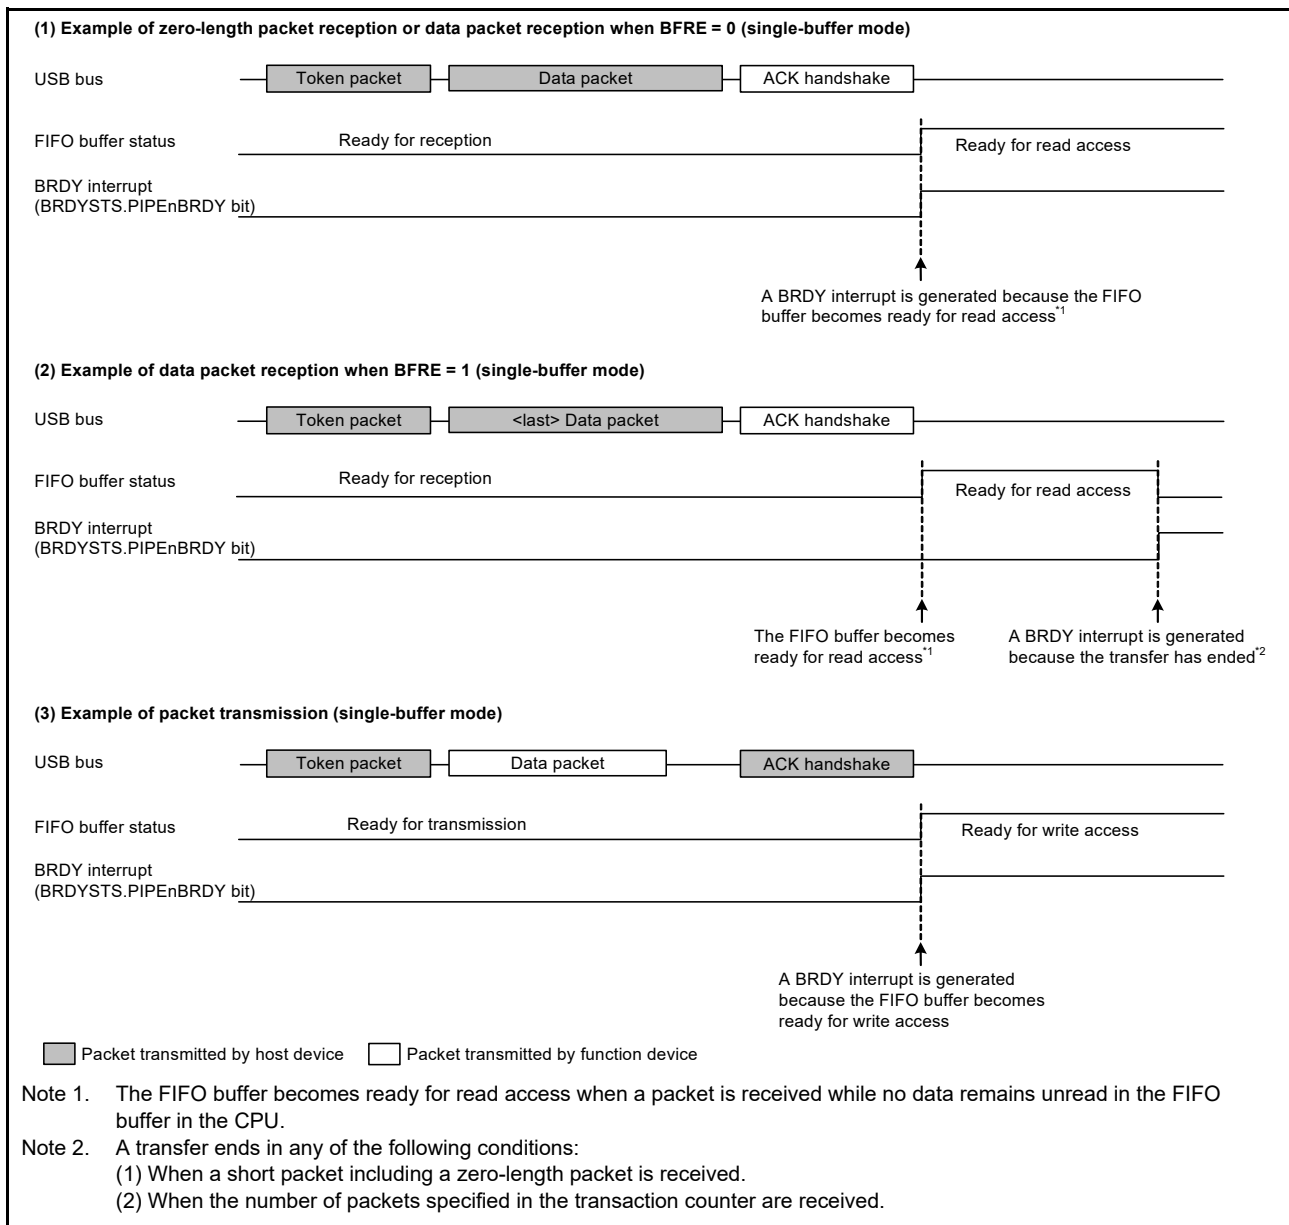 (1) Example of zero-length packet reception or data packet reception when BFRE = 0 (single-buffer mode)
USB bus
Token packet
Data packet
ACK handshake
FIFO buffer status
Ready for reception
Ready for read access
BRDY interrupt
(BRDYSTS.PIPEnBRDY bit)
A BRDY interrupt is generated because the FIFO
buffer becomes ready for read access*1
(2) Example of data packet reception when BFRE = 1 (single-buffer mode)
USB bus
Token packet
<last> Data packet
ACK handshake
FIFO buffer status
Ready for reception
Ready for read access
BRDY interrupt
(BRDYSTS.PIPEnBRDY bit)
The FIFO buffer becomes
ready for read access*1
A BRDY interrupt is generated
because the transfer has ended*2
(3) Example of packet transmission (single-buffer mode)
USB bus
Token packet
Data packet
ACK handshake
FIFO buffer status
Ready for transmission
Ready for write access
BRDY interrupt
(BRDYSTS.PIPEnBRDY bit)
A BRDY interrupt is generated
because the FIFO buffer becomes
ready for write access
Packet transmitted by host device
Packet transmitted by function device
Note 1. The FIFO buffer becomes ready for read access when a packet is received while no data remains unread in the FIFO
buffer in the CPU.
Note 2. A transfer ends in any of the following conditions:
(1) When a short packet including a zero-length packet is received.
(2) When the number of packets specified in the transaction counter are received.